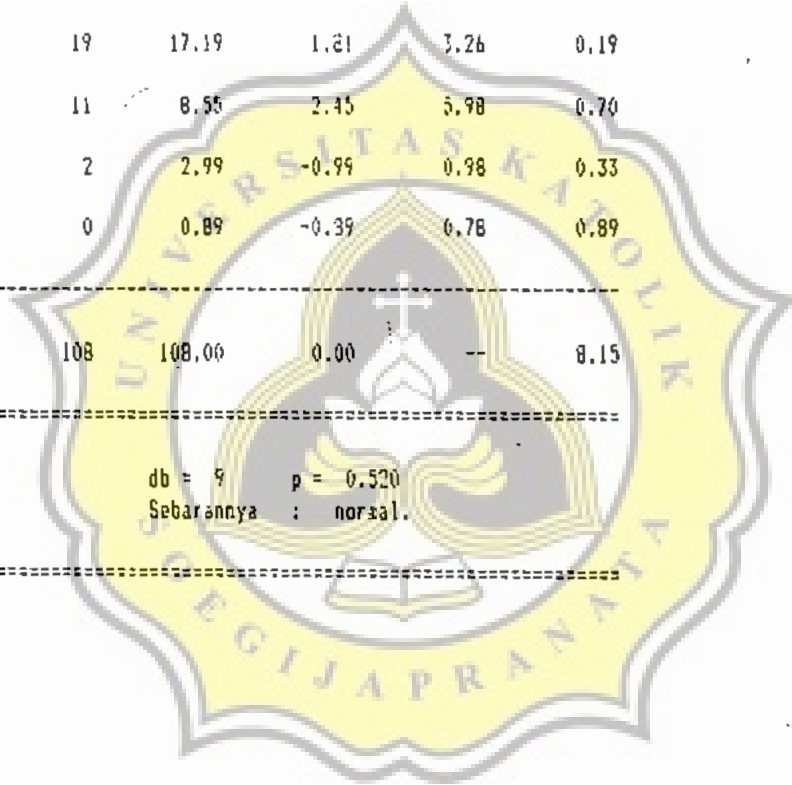 19 17.19 1.81 3.26 0.19
11 8.55 2.45 5.98 0.70
2 2.99 -0.99 0.98 0.33
0 0.89 -0.39 0.78 0.89
108 108.00 0.00 -- 8.15
db = 9 p = 0.520
Sebarannya : normal.
UNIVERSITAS KATOLIK
SOEGIJAPRANATA